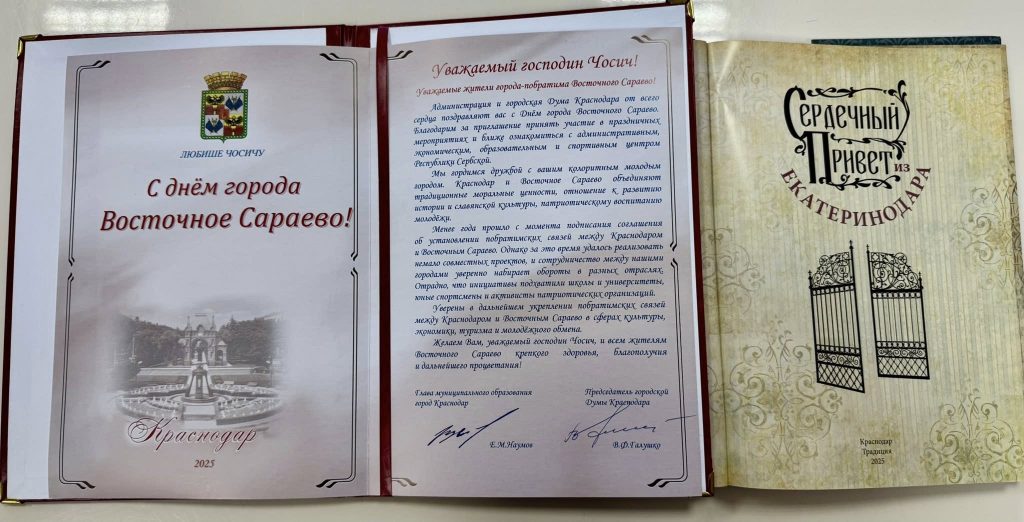 ЛЮБИШЕ ЧОСИЧУ
С днём города
Восточное Сараево!
Краснодар
2025
Уважаемый господин Чосич!
Уважаемые жители города-побратима Восточного Сараево!
Администрация и городская Дума Краснодара от всего
сердца поздравляют вас с Днём города Восточного Сараево.
Благодарим за приглашение принять участие в праздничных
мероприятиях и ближе ознакомиться с административным,
экономическим, образовательным и спортивным центром
Республики Сербской.
Мы гордимся дружбой с вашим колоритным молодым
городом. Краснодар и Восточное Сараево объединяют
традиционные моральные ценности, отношение к развитию
истории и славянской культуры, патриотическому воспитанию
молодёжи.
Менее года прошло с момента подписания соглашения
об установлении побратимских связей между Краснодаром
и Восточным Сараево. Однако за это время удалось реализовать
немало совместных проектов, и сотрудничество между нашими
городами уверенно набирает обороты в разных отраслях.
Отрадно, что инициативы подхватили школы и университеты,
юные спортсмены и активисты патриотических организаций.
Уверены в дальнейшем укреплении побратимских связей
между Краснодаром и Восточным Сараево в сферах культуры,
экономики, туризма и молодёжного обмена.
Желаем Вам, уважаемый господин Чосич, и всем жителям
Восточного Сараево крепкого здоровья, благополучия
и дальнейшего процветания!
Глава муниципального образования
город Краснодар
Е.М.Наумов
Председатель городской
Думы Краснодара
В.Ф.Галушко
Сердечный
Привет из
Екатеринодара
Краснодар
Традиция
2025